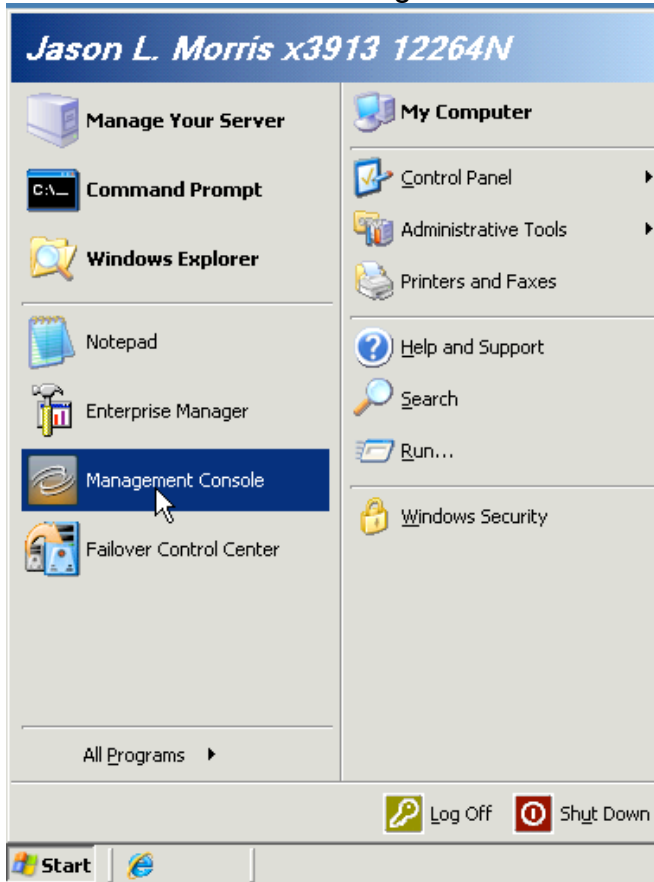 Jason L. Morris x3913 12264N
Manage Your Server
Command Prompt
Windows Explorer
Notepad
Enterprise Manager
Management Console
Failover Control Center
All Programs
My Computer
Control Panel
Administrative Tools
Printers and Faxes
Help and Support
Search
Run...
Windows Security
Log Off
Shut Down
Start
C:\_